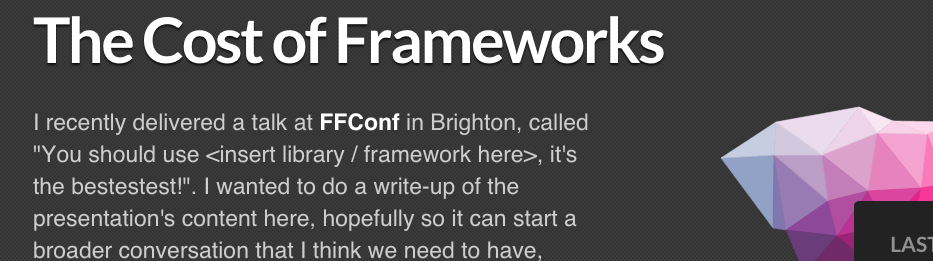 The Cost of Frameworks
I recently delivered a talk at FFConf in Brighton, called
"You should use <insert library / framework here>, it's
the bestestest!". I wanted to do a write-up of the
presentation's content here, hopefully so it can start a
broader conversation that I think we need to have,
LAST